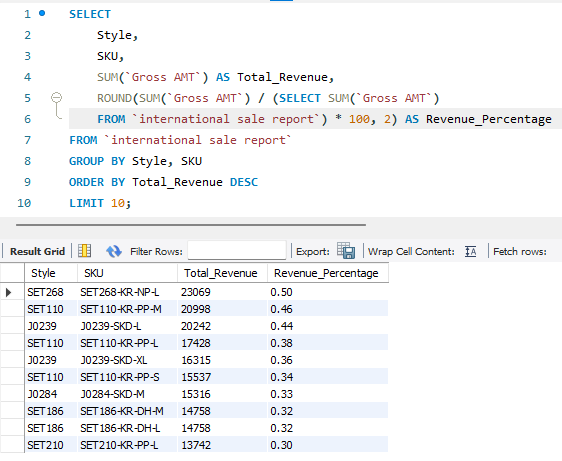 1 SELECT
2 Style,
3 SKU,
4 SUM(`Gross AMT`) AS Total_Revenue,
5 ROUND(SUM(`Gross AMT`) / (SELECT SUM(`Gross AMT`)
6 FROM `international sale report`) * 100, 2) AS Revenue_Percentage
7 FROM `international sale report`
8 GROUP BY Style, SKU
9 ORDER BY Total_Revenue DESC
10 LIMIT 10;
Result Grid Filter Rows: Export: Wrap Cell Content: IA Fetch rows:
Style SKU Total_Revenue Revenue_Percentage
SET268 SET268-KR-NP-L 23069 0.50
SET110 SET110-KR-PP-M 20998 0.46
J0239 J0239-SKD-L 20242 0.44
SET110 SET110-KR-PP-L 17428 0.38
J0239 J0239-SKD-XL 16315 0.36
SET110 SET110-KR-PP-S 15537 0.34
J0284 J0284-SKD-M 15316 0.33
SET186 SET186-KR-DH-M 14758 0.32
SET186 SET186-KR-DH-L 14758 0.32
SET210 SET210-KR-PP-L 13742 0.30